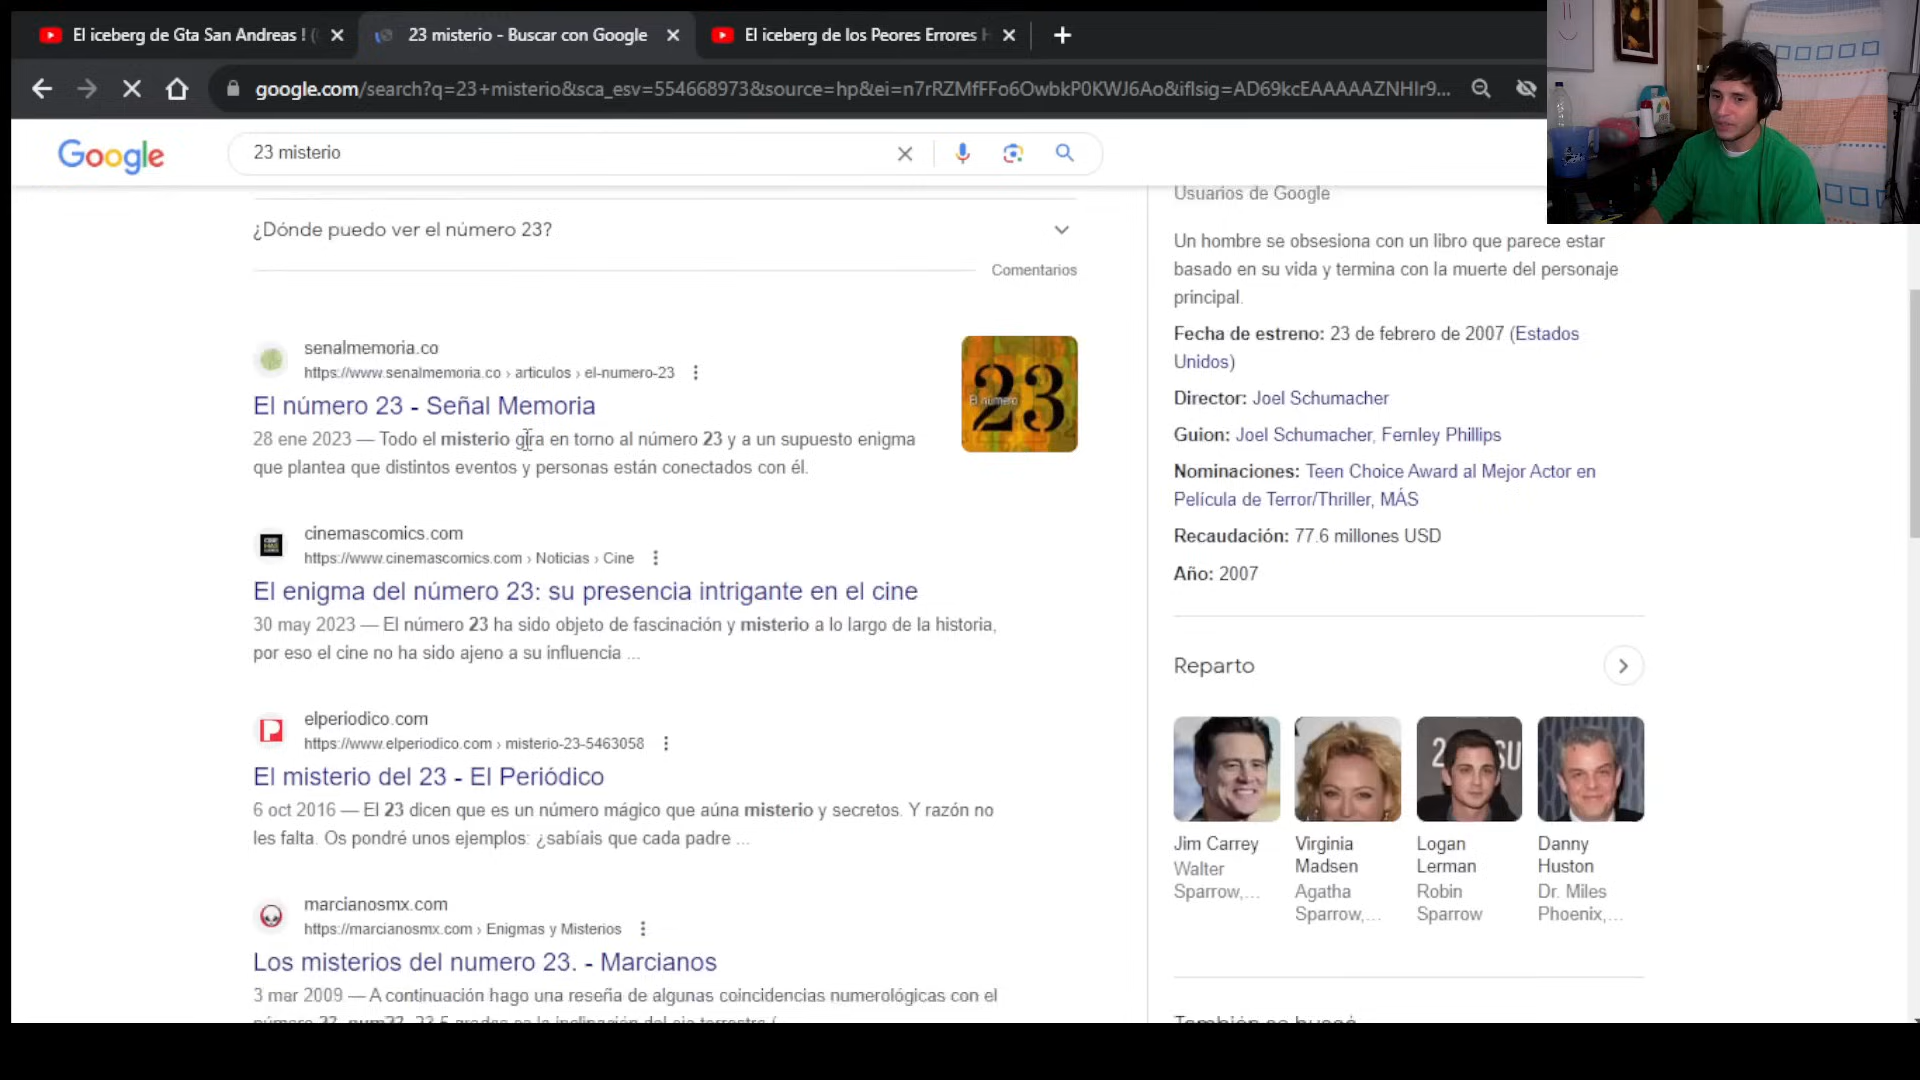 El iceberg de Gta San Andreas ! (
23 misterio - Buscar con Google
El iceberg de los Peores Errores
google.com/search?q=23+misterio&sca_esv=554668973&source=hp&ei=n7rRZMfFFo6OwbkP0KWJ6Ao&iflsig=AD69kcEAAAAAZNHIr9...
Google
23 misterio
¿Dónde puedo ver el número 23?
Comentarios
senalmemoria.co
https://www.senalmemoria.co › articulos › el-numero-23
El número 23 - Señal Memoria
28 ene 2023 — Todo el misterio gira en torno al número 23 y a un supuesto enigma
que plantea que distintos eventos y personas están conectados con él.
El número
23
cinemascomics.com
https://www.cinemascomics.com › Noticias › Cine
El enigma del número 23: su presencia intrigante en el cine
30 may 2023 — El número 23 ha sido objeto de fascinación y misterio a lo largo de la historia,
por eso el cine no ha sido ajeno a su influencia ...
elperiodico.com
https://www.elperiodico.com › misterio-23-5463058
El misterio del 23 - El Periódico
6 oct 2016 — El 23 dicen que es un número mágico que aúna misterio y secretos. Y razón no
les falta. Os pondré unos ejemplos: ¿sabíais que cada padre ...
marcianosmx.com
https://marcianosmx.com › Enigmas y Misterios
Los misterios del numero 23. - Marcianos
3 mar 2009 — A continuación hago una reseña de algunas coincidencias numerológicas con el
Usuarios de Google
Un hombre se obsesiona con un libro que parece estar
basado en su vida y termina con la muerte del personaje
principal.
Fecha de estreno: 23 de febrero de 2007 (Estados
Unidos)
Director: Joel Schumacher
Guion: Joel Schumacher, Fernley Phillips
Nominaciones: Teen Choice Award al Mejor Actor en
Película de Terror/Thriller, MÁS
Recaudación: 77.6 millones USD
Año: 2007
Reparto
Jim Carrey
Walter
Sparrow,...
Virginia
Madsen
Agatha
Sparrow,...
Logan
Lerman
Robin
Sparrow
Danny
Huston
Dr. Miles
Phoenix,...